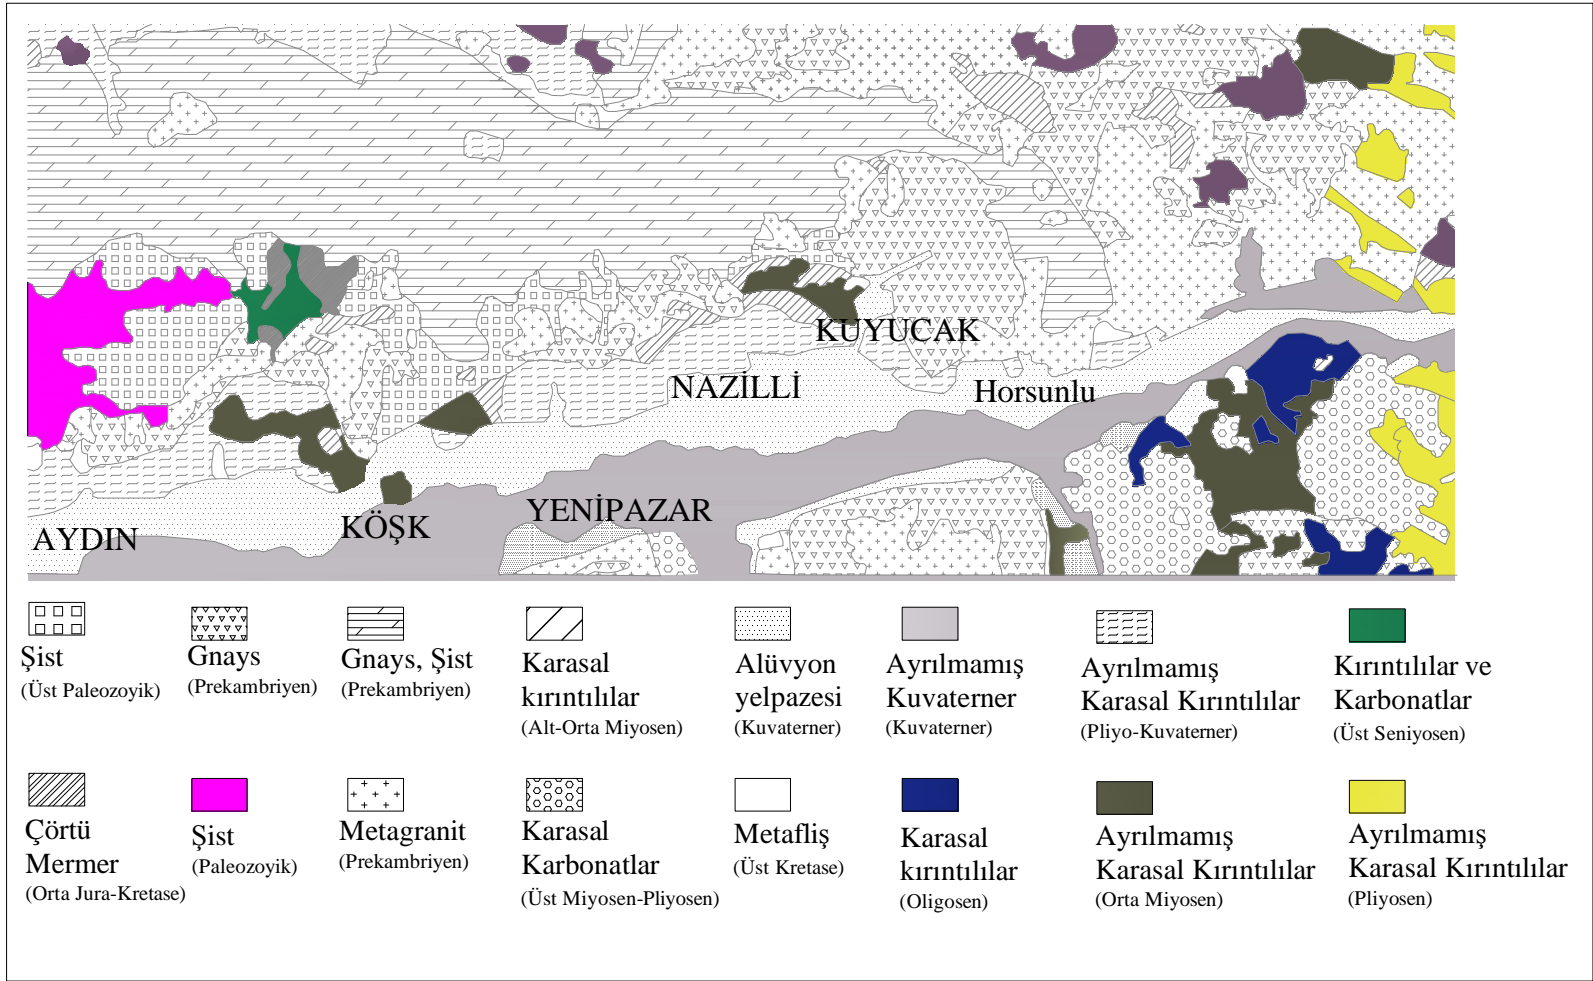 KUYUCAK
NAZİLLİ
Horsunlu
YENİPAZAR
KÖŞK
AYDIN
Şist
(Üst Paleozoyik)
Gnays
(Prekambriyen)
Gnays, Şist
(Prekambriyen)
Karasal
kırıntılılar
(Alt-Orta Miyosen)
Alüvyon
yelpazesi
(Kuvaterner)
Ayrılmamış
Kuvaterner
(Kuvaterner)
Ayrılmamış
Karasal Kırıntılılar
(Pliyo-Kuvaterner)
Kırıntılılar ve
Karbonatlar
(Üst Seniyosen)
Çörtü
Mermer
(Orta Jura-Kretase)
Şist
(Paleozoyik)
Metagranit
(Prekambriyen)
Karasal
Karbonatlar
(Üst Miyosen-Pliyosen)
Metafliş
(Üst Kretase)
Karasal
kırıntılılar
(Oligosen)
Ayrılmamış
Karasal Kırıntılılar
(Orta Miyosen)
Ayrılmamış
Karasal Kırıntılılar
(Pliyosen)